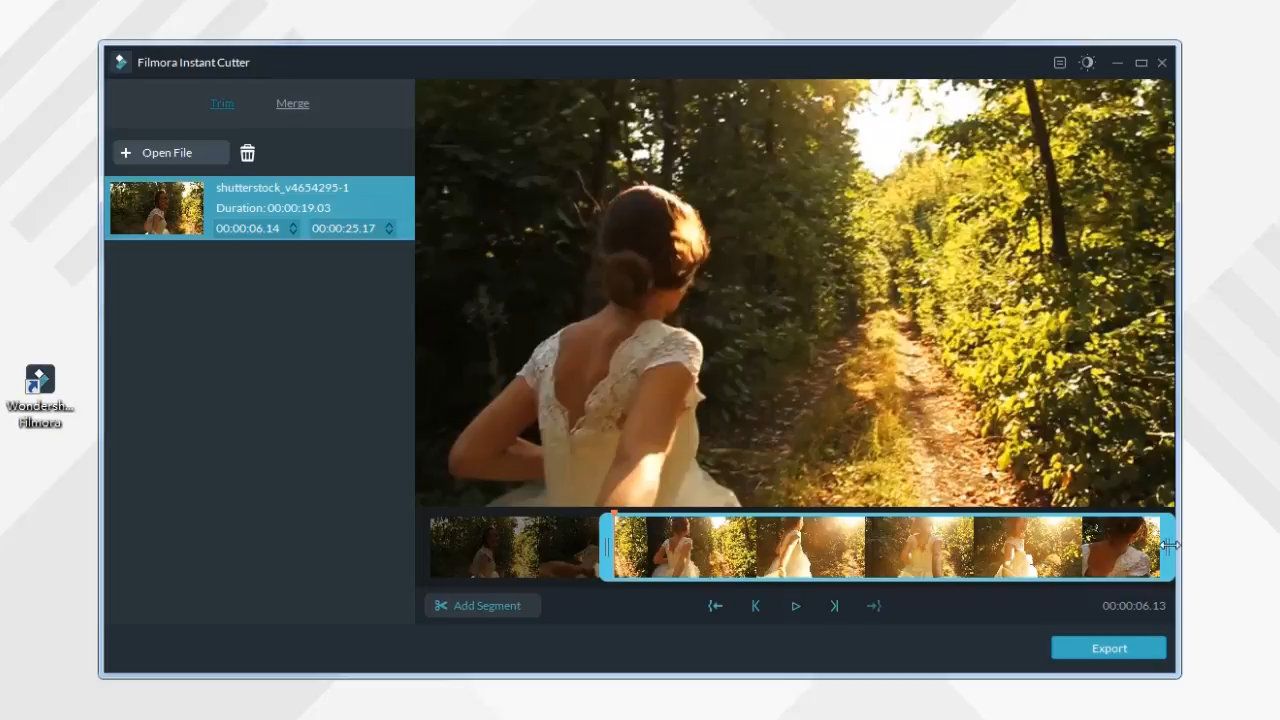 Filmora Instant Cutter
Trim
Merge
+ Open File
shutterstock_v4654295-1
Duration: 00:00:19.03
00:00:06.14
00:00:25.17
Wondersh...
Filmora
Add Segment
00:00:06.13
Export